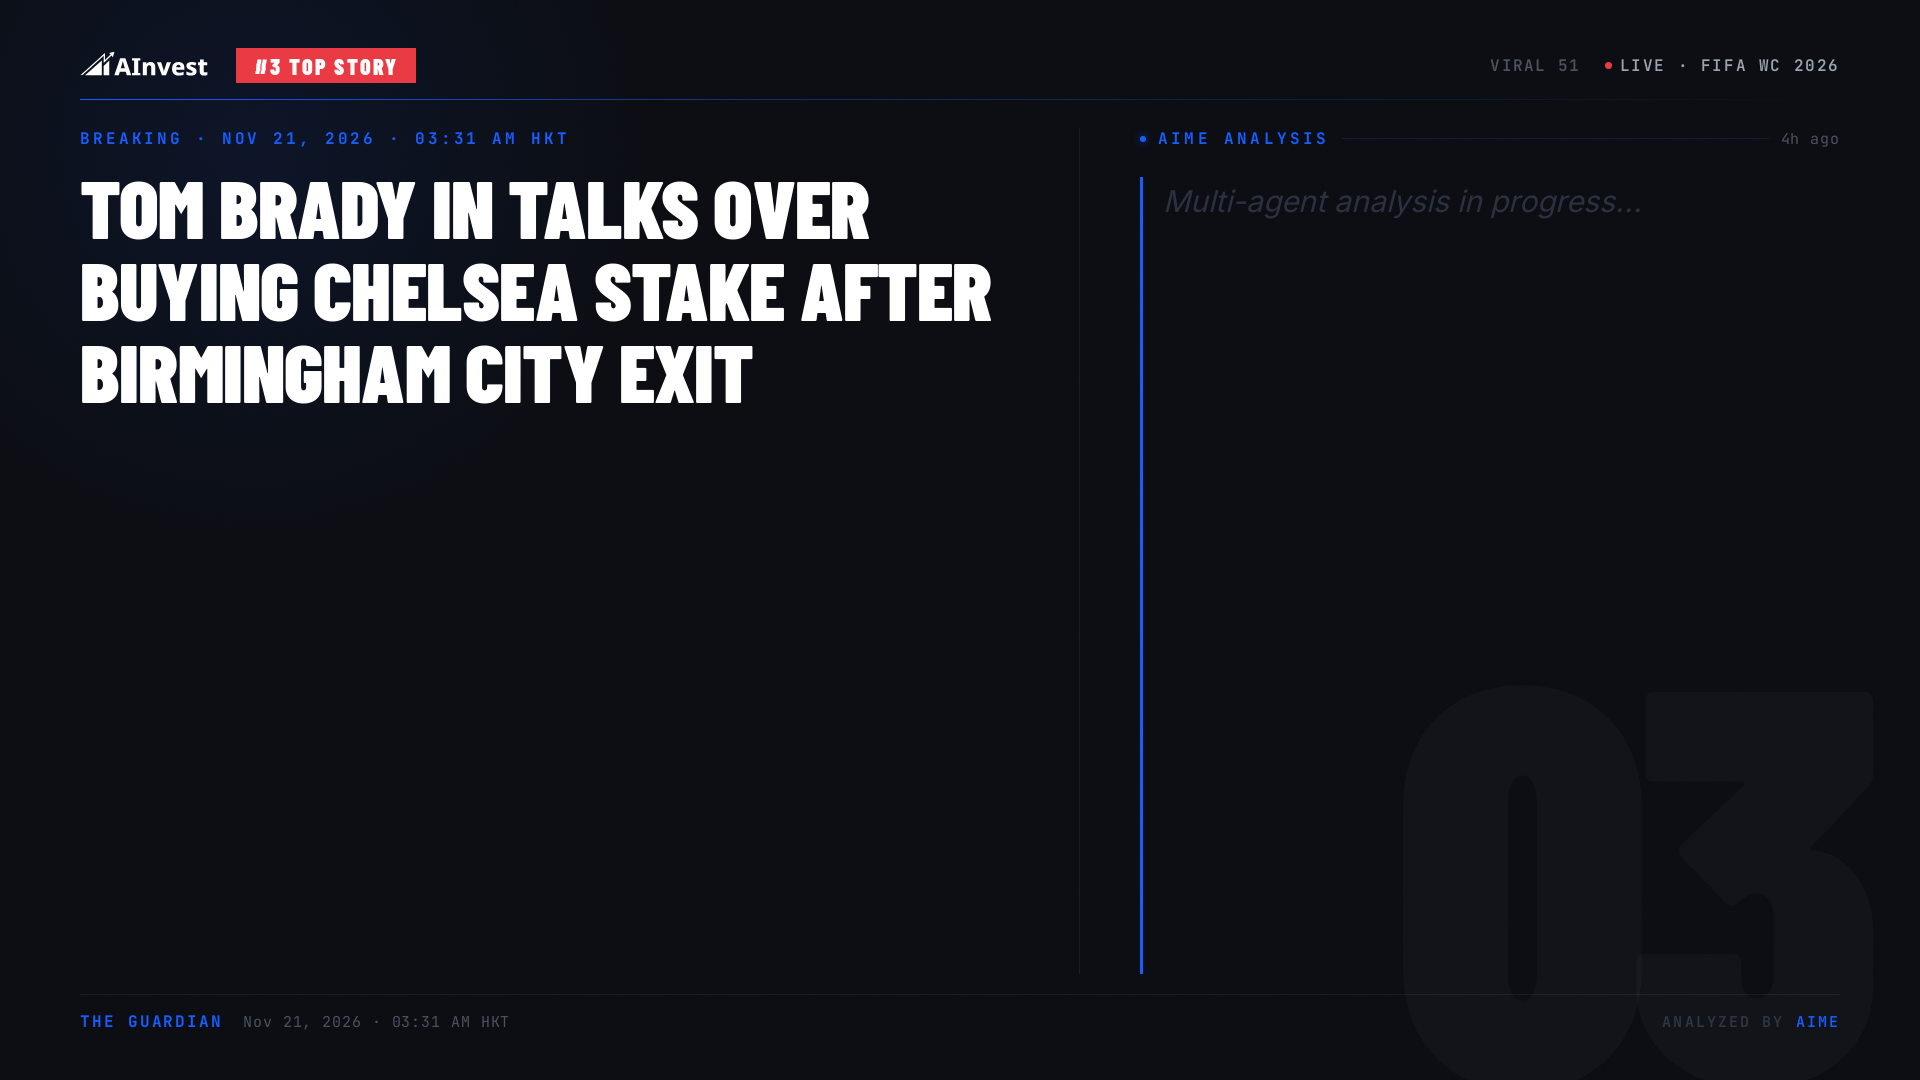 AInvest
#3 TOP STORY
VIRAL 51
LIVE · FIFA WC 2026
BREAKING · NOV 21, 2026 · 03:31 AM HKT
TOM BRADY IN TALKS OVER
BUYING CHELSEA STAKE AFTER
BIRMINGHAM CITY EXIT
AIME ANALYSIS
4h ago
Multi-agent analysis in progress...
03
THE GUARDIAN
Nov 21, 2026 · 03:31 AM HKT
ANALYZED BY AIME